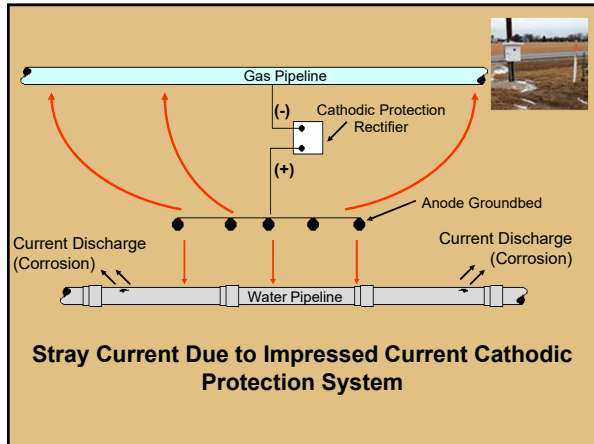 Gas Pipeline
(-)
Cathodic Protection
Rectifier
(+)
Anode Groundbed
Current Discharge
(Corrosion)
Current Discharge
(Corrosion)
Water Pipeline
Stray Current Due to Impressed Current Cathodic
Protection System